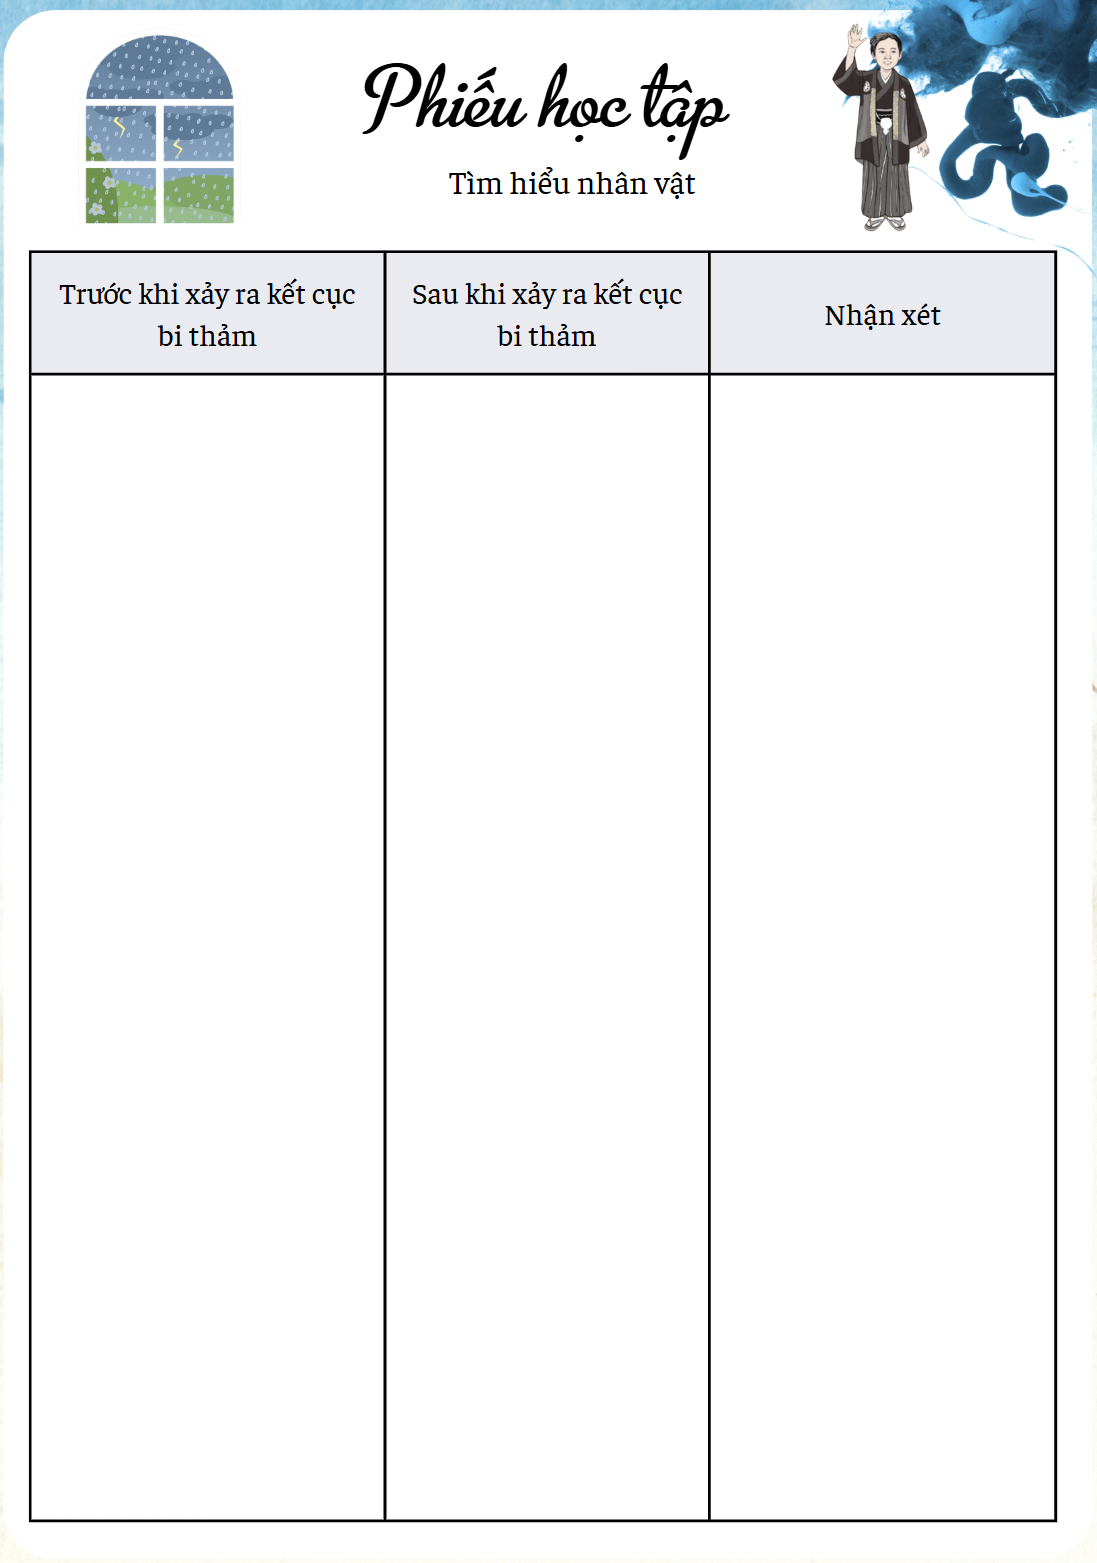 Phiếu học tập
Tìm hiểu nhân vật
Trước khi xảy ra kết cục
bi thảm
Sau khi xảy ra kết cục
bi thảm
Nhận xét